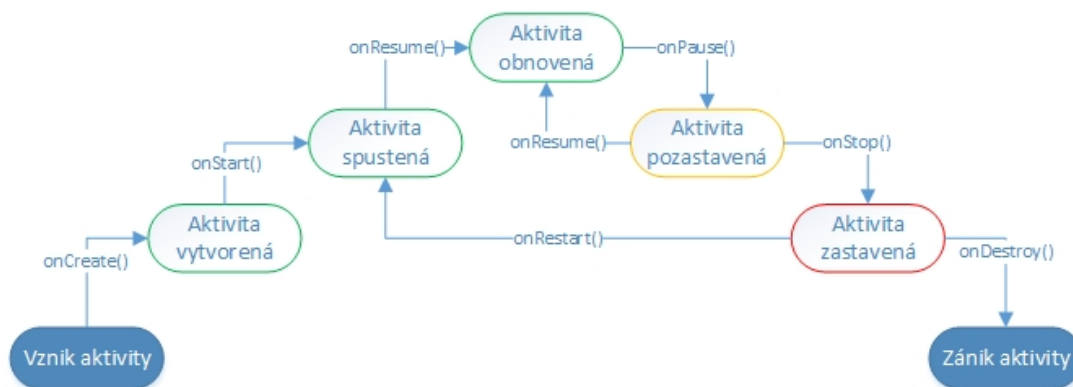 Aktivita
obnovená
onResume()
onPause()
Aktivita
spustená
onResume()
Aktivita
pozastavená
onStart()
onStop()
Aktivita
vytvorená
onRestart()
Aktivita
zastavená
onCreate()
onDestroy()
Vznik aktivity
Zánik aktivity